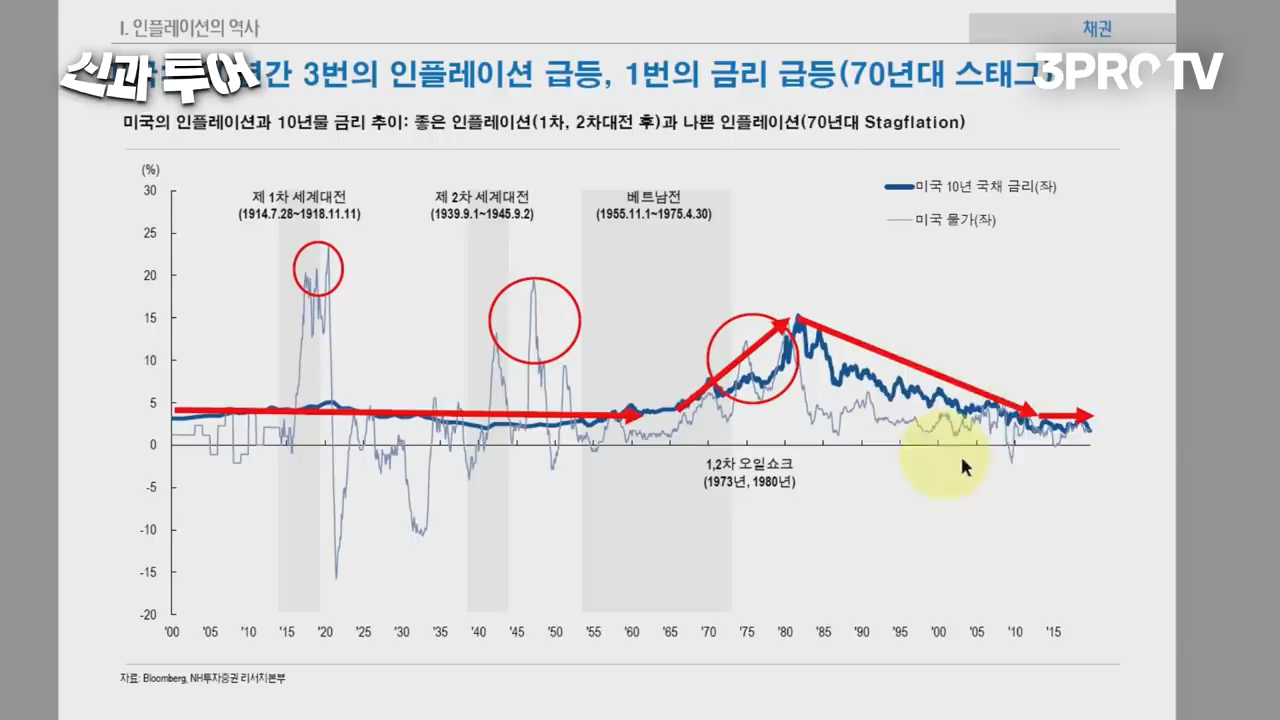 I. 인플레이션의 역사
채권
신과 투어
3PROTV
년간 3번의 인플레이션 급등, 1번의 금리 급등(70년대 스태그
미국의 인플레이션과 10년물 금리 추이: 좋은 인플레이션(1차, 2차대전 후)과 나쁜 인플레이션(70년대 Stagflation)
(%)
미국 10년 국채 금리(좌)
미국 물가(좌)
제 1차 세계대전
(1914.7.28~1918.11.11)
제 2차 세계대전
(1939.9.1~1945.9.2)
베트남전
(1955.11.1~1975.4.30)
30
25
20
15
10
5
0
-5
-10
-15
-20
1,2차 오일쇼크
(1973년, 1980년)
'00 '05 '10 '15 '20 '25 '30 '35 '40 '45 '50 '55 '60 '65 '70 '75 '80 '85 '90 '95 '00 '05 '10 '15
자료: Bloomberg, NH투자증권 리서치본부